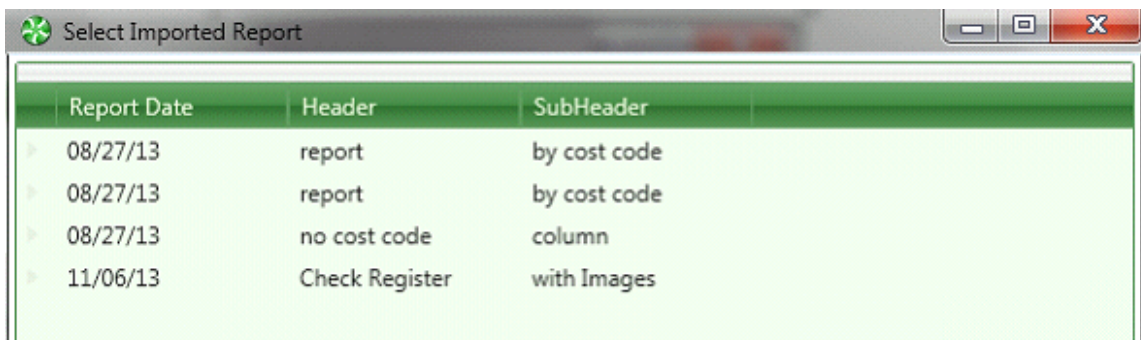 Select Imported Report
Report Date Header SubHeader
08/27/13 report by cost code
08/27/13 report by cost code
08/27/13 no cost code column
11/06/13 Check Register with Images